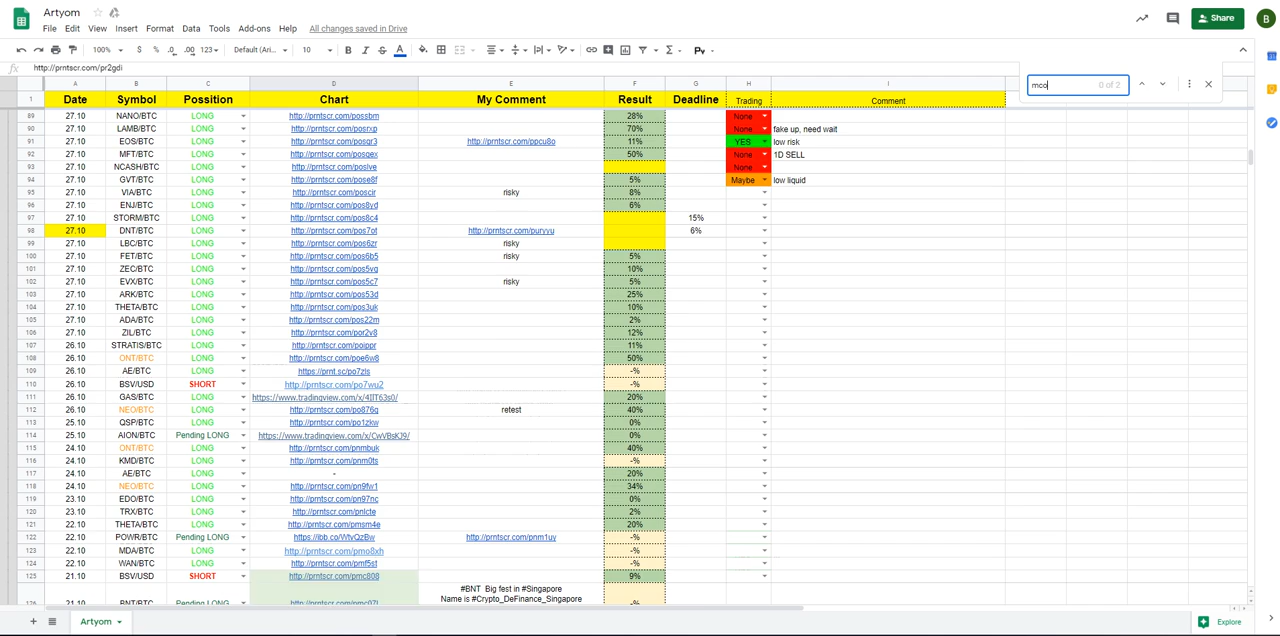 Artyom
File Edit View Insert Format Data Tools Add-ons Help All changes saved in Drive
Share
B
100% $ % .0 .00 123 Default (Ari... 10 B I S A
http://prntscr.com/pr2gdi
mco 0 of 2
A B C D E F G H I
1 Date Symbol Possition Chart My Comment Result Deadline Trading Comment
89 27.10 NANO/BTC LONG http://prntscr.com/possbm 28% None
90 27.10 LAMB/BTC LONG http://prntscr.com/posrxp 70% None fake up, need wait
91 27.10 EOS/BTC LONG http://prntscr.com/posqr3 http://prntscr.com/ppcu8o 11% YES low risk
92 27.10 MFT/BTC LONG http://prntscr.com/posqex 50% None 1D SELL
93 27.10 NCASH/BTC LONG http://prntscr.com/poslve None
94 27.10 GVT/BTC LONG http://prntscr.com/pose8f 5% Maybe low liquid
95 27.10 VIA/BTC LONG http://prntscr.com/poscir risky 8%
96 27.10 ENJ/BTC LONG http://prntscr.com/pos8yd 6%
97 27.10 STORM/BTC LONG http://prntscr.com/pos8c4 15%
98 27.10 DNT/BTC LONG http://prntscr.com/pos7ot http://prntscr.com/puryyu 6%
99 27.10 LBC/BTC LONG http://prntscr.com/pos6zr risky
100 27.10 FET/BTC LONG http://prntscr.com/pos6b5 risky 5%
101 27.10 ZEC/BTC LONG http://prntscr.com/pos5vq 10%
102 27.10 EVX/BTC LONG http://prntscr.com/pos5c7 risky 5%
103 27.10 ARK/BTC LONG http://prntscr.com/pos53d 25%
104 27.10 THETA/BTC LONG http://prntscr.com/pos3uk 10%
105 27.10 ADA/BTC LONG http://prntscr.com/pos22m 2%
106 27.10 ZIL/BTC LONG http://prntscr.com/por2v8 12%
107 26.10 STRATIS/BTC LONG http://prntscr.com/poippr 11%
108 26.10 ONT/BTC LONG http://prntscr.com/poe6w8 50%
109 26.10 AE/BTC LONG https://prnt.sc/po7zls -%
110 26.10 BSV/USD SHORT http://prntscr.com/po7wu2 -%
111 26.10 GAS/BTC LONG https://www.tradingview.com/x/4IIT63s0/ 20%
112 26.10 NEO/BTC LONG http://prntscr.com/po876q retest 40%
113 25.10 QSP/BTC LONG http://prntscr.com/po1zkw 0%
114 25.10 AION/BTC Pending LONG https://www.tradingview.com/x/CwVBsKJ9/ 0%
115 24.10 ONT/BTC LONG http://prntscr.com/pnmbuk 40%
116 24.10 KMD/BTC LONG http://prntscr.com/pnm0ts -%
117 24.10 AE/BTC LONG - 20%
118 24.10 NEO/BTC LONG http://prntscr.com/pn9fw1 34%
119 23.10 EDO/BTC LONG http://prntscr.com/pn97nc 0%
120 23.10 TRX/BTC LONG http://prntscr.com/pnlcte 2%
121 22.10 THETA/BTC LONG http://prntscr.com/pmsm4e 20%
122 22.10 POWR/BTC Pending LONG https://ibb.co/WtvQzBw http://prntscr.com/pnm1uy -%
123 22.10 MDA/BTC LONG http://prntscr.com/pmo8xh -%
124 22.10 WAN/BTC LONG http://prntscr.com/pmf5st -%
125 21.10 BSV/USD SHORT http://prntscr.com/pmc808 9%
#BNT Big fest in #Singapore
126 21.10 BNT/BTC Pending LONG http://prntscr.com/pmc07l Name is #Crypto_DeFinance_Singapore -%
Artyom
Explore